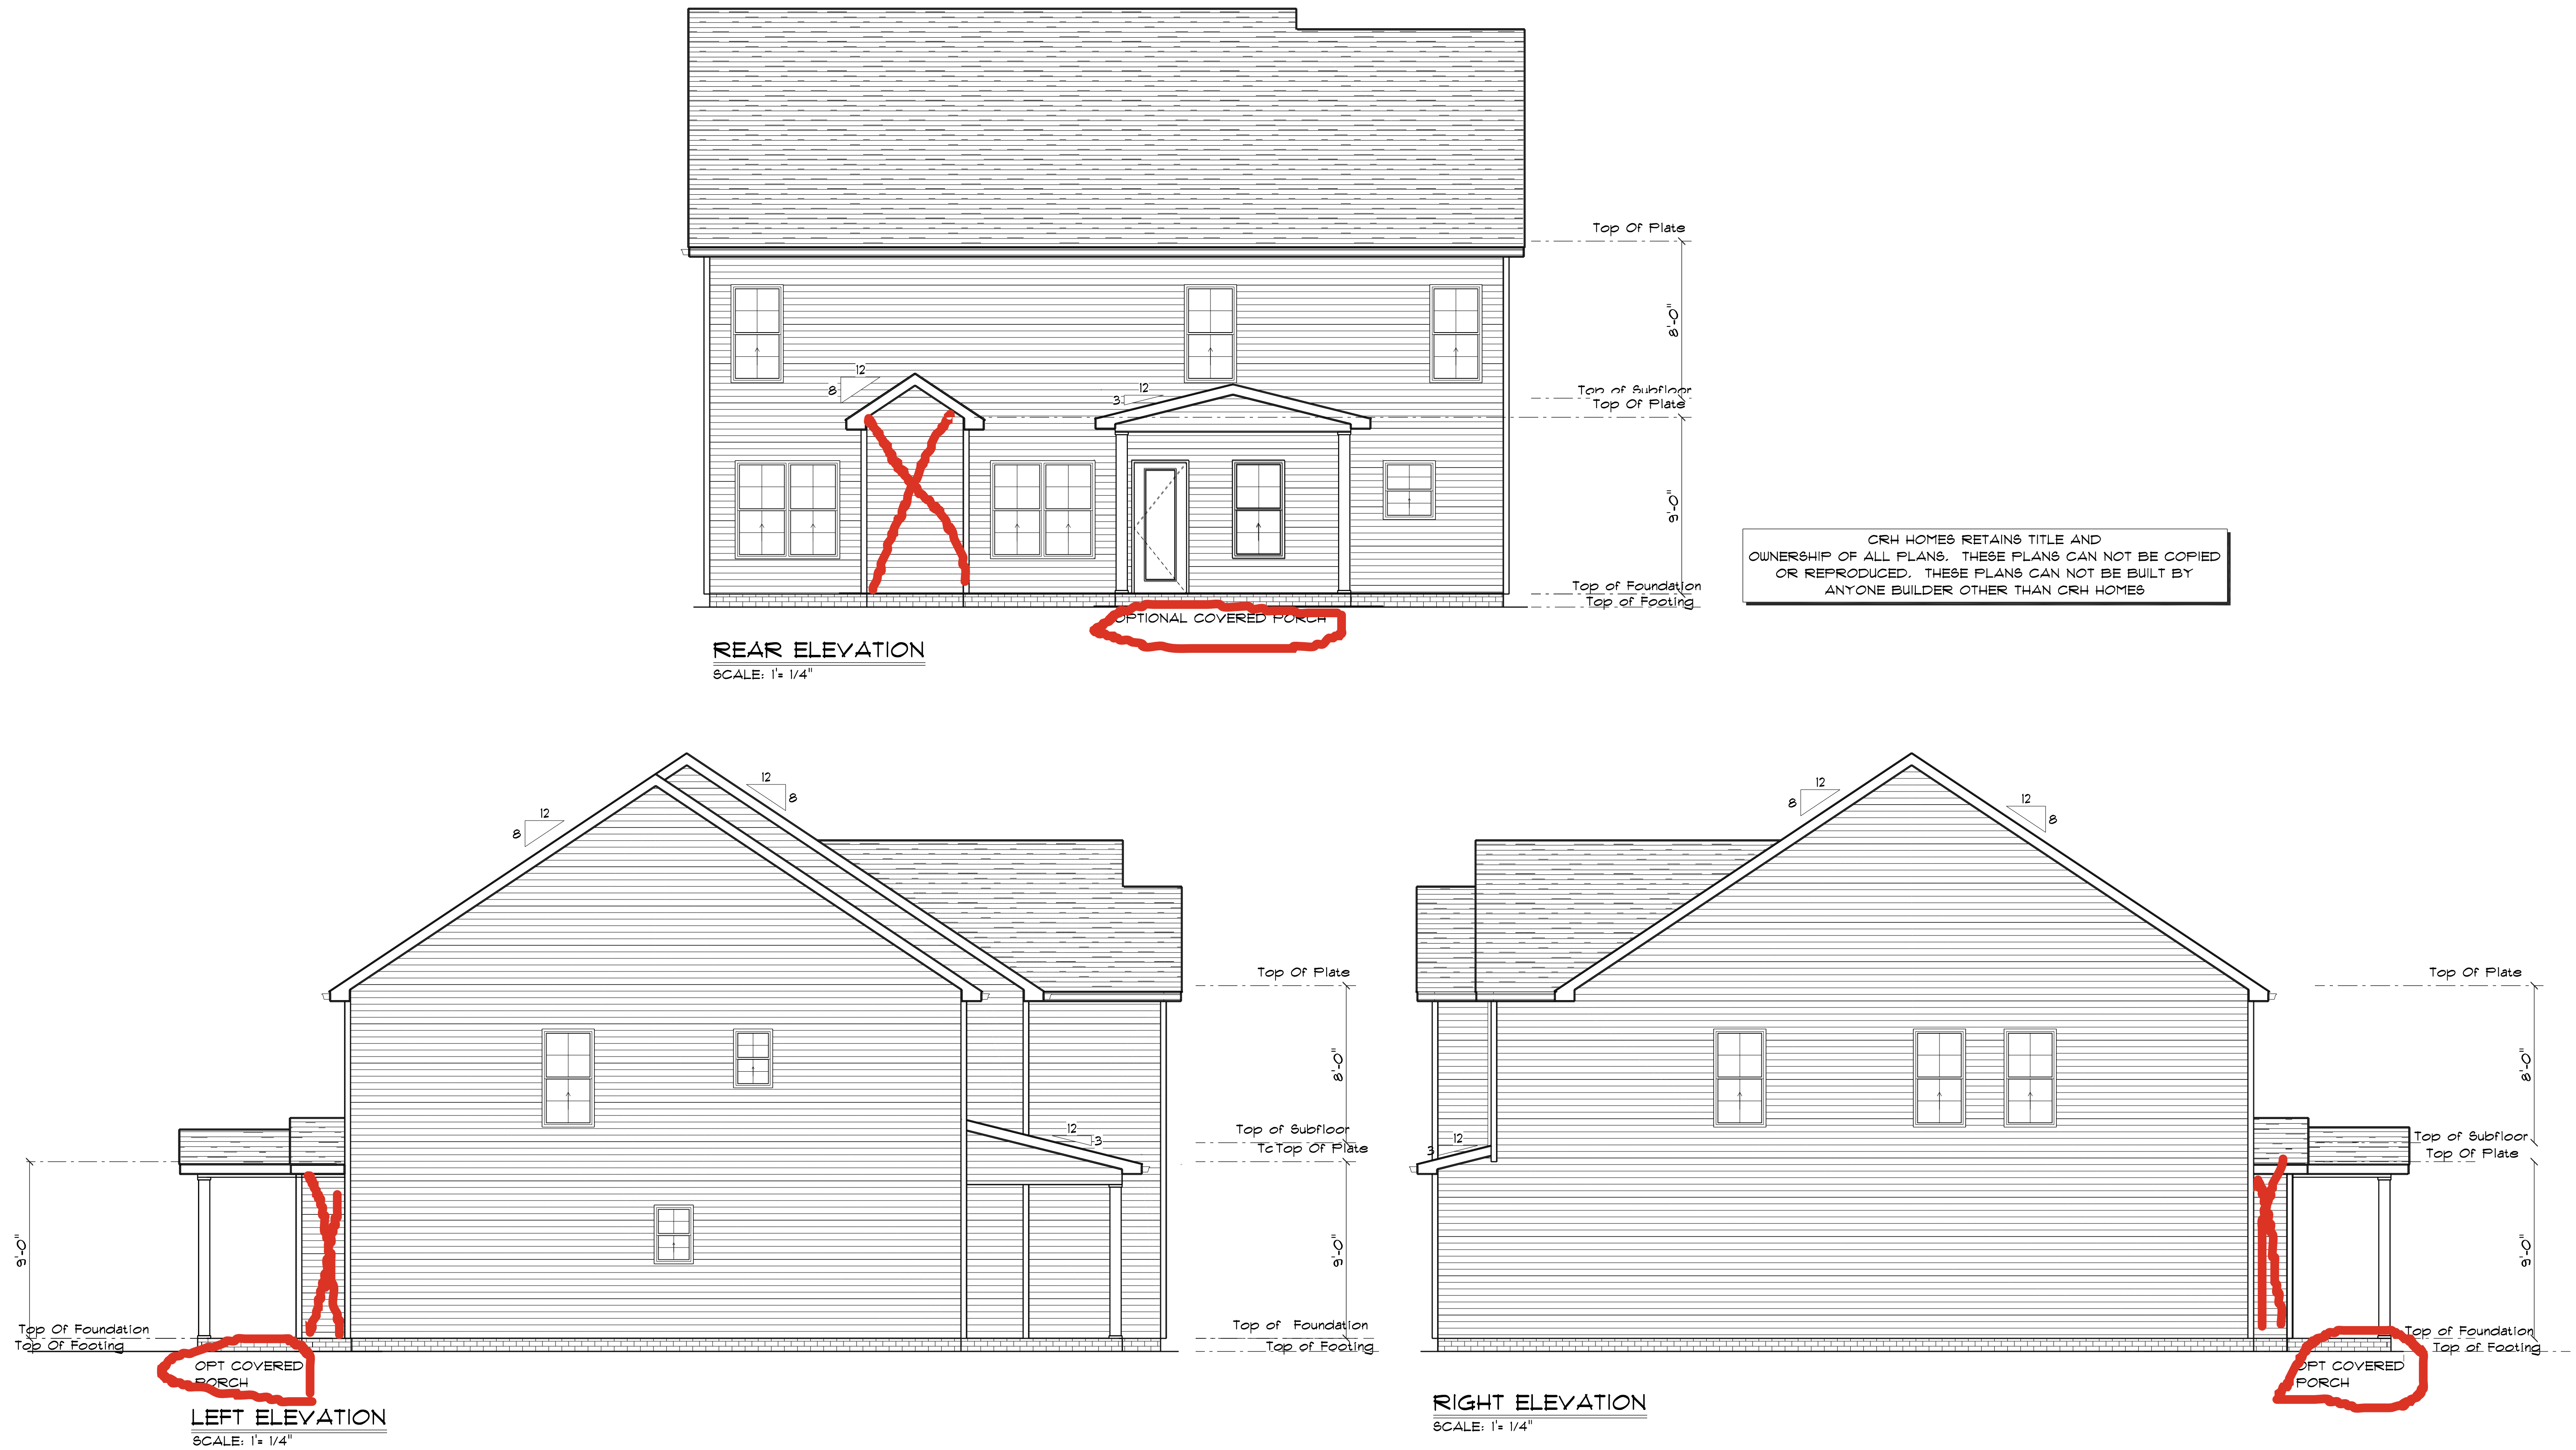 Top Of Plate
8'-0"
12
8
12
3
Top of Subfloor
Top Of Plate
9'-0"
CRH HOMES RETAINS TITLE AND
OWNERSHIP OF ALL PLANS. THESE PLANS CAN NOT BE COPIED
OR REPRODUCED. THESE PLANS CAN NOT BE BUILT BY
ANYONE BUILDER OTHER THAN CRH HOMES
Top of Foundation
Top of Footing
OPTIONAL COVERED PORCH
REAR ELEVATION
SCALE: 1'= 1/4"
12
8
12
8
Top Of Plate
8'-0"
Top of Subfloor
TcTop Of Plate
12
3
9'-0"
9'-0"
Top Of Foundation
Top Of Footing
Top of Foundation
Top of Footing
OPT COVERED
PORCH
LEFT ELEVATION
SCALE: 1'= 1/4"
12
8
12
8
Top Of Plate
8'-0"
12
3
Top of Subfloor
Top Of Plate
9'-0"
Top of Foundation
Top of Footing
OPT COVERED
PORCH
RIGHT ELEVATION
SCALE: 1'= 1/4"